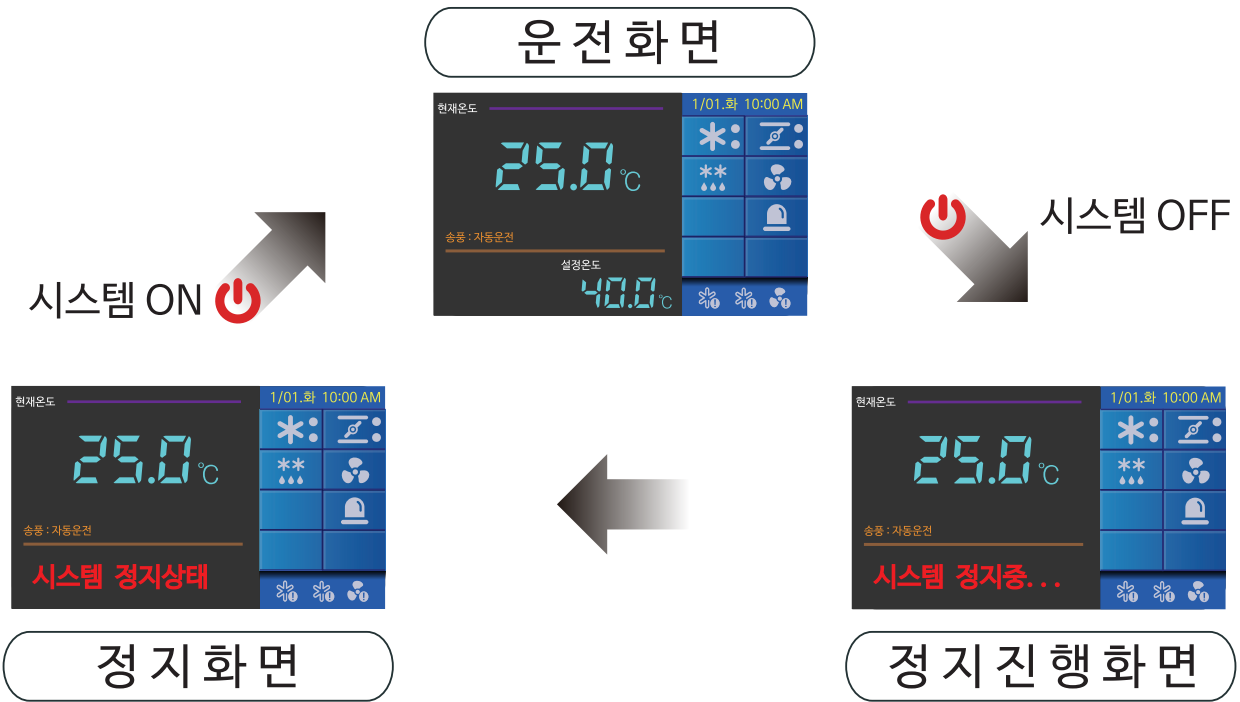 운전화면
현재온도
1/01.화 10:00 AM
25.0℃
송풍 : 자동운전
설정온도
40.0℃
시스템 OFF
시스템 ON
현재온도
1/01.화 10:00 AM
25.0℃
송풍 : 자동운전
시스템 정지상태
정지화면
현재온도
1/01.화 10:00 AM
25.0℃
송풍 : 자동운전
시스템 정지중...
정지진행화면